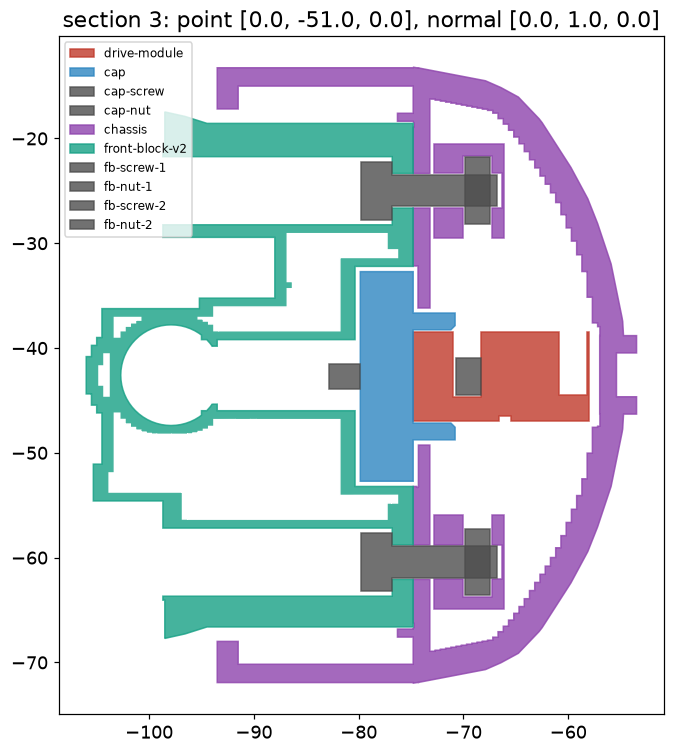 section 3: point [0.0, -51.0, 0.0], normal [0.0, 1.0, 0.0]
drive-module
cap
cap-screw
cap-nut
chassis
front-block-v2
fb-screw-1
fb-nut-1
fb-screw-2
fb-nut-2
−20
−30
−40
−50
−60
−70
−100
−90
−80
−70
−60